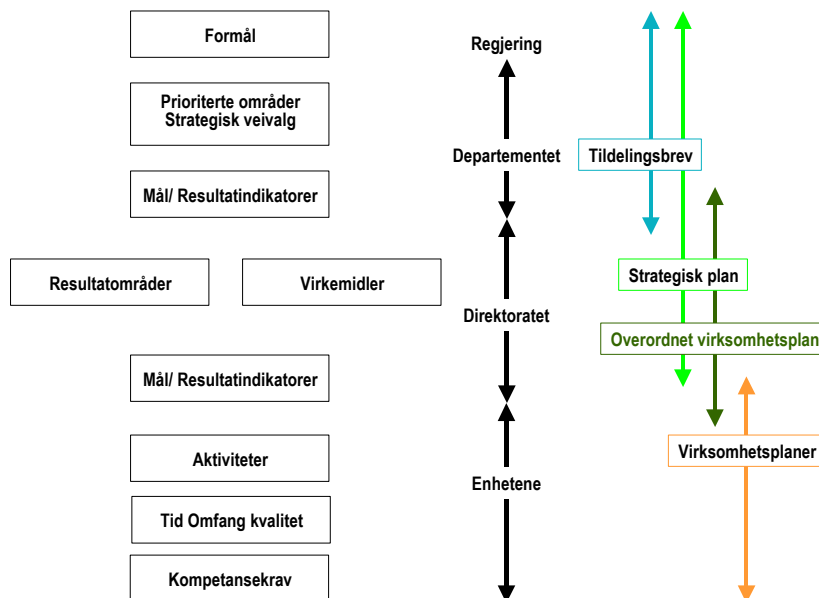 Formål
Regjering
Prioriterte områder
Strategisk veivalg
Departementet
Tildelingsbrev
Mål/ Resultatindikatorer
Resultatområder
Virkemidler
Strategisk plan
Direktoratet
Overordnet virksomhetsplan
Mål/ Resultatindikatorer
Aktiviteter
Virksomhetsplaner
Enhetene
Tid Omfang kvalitet
Kompetansekrav